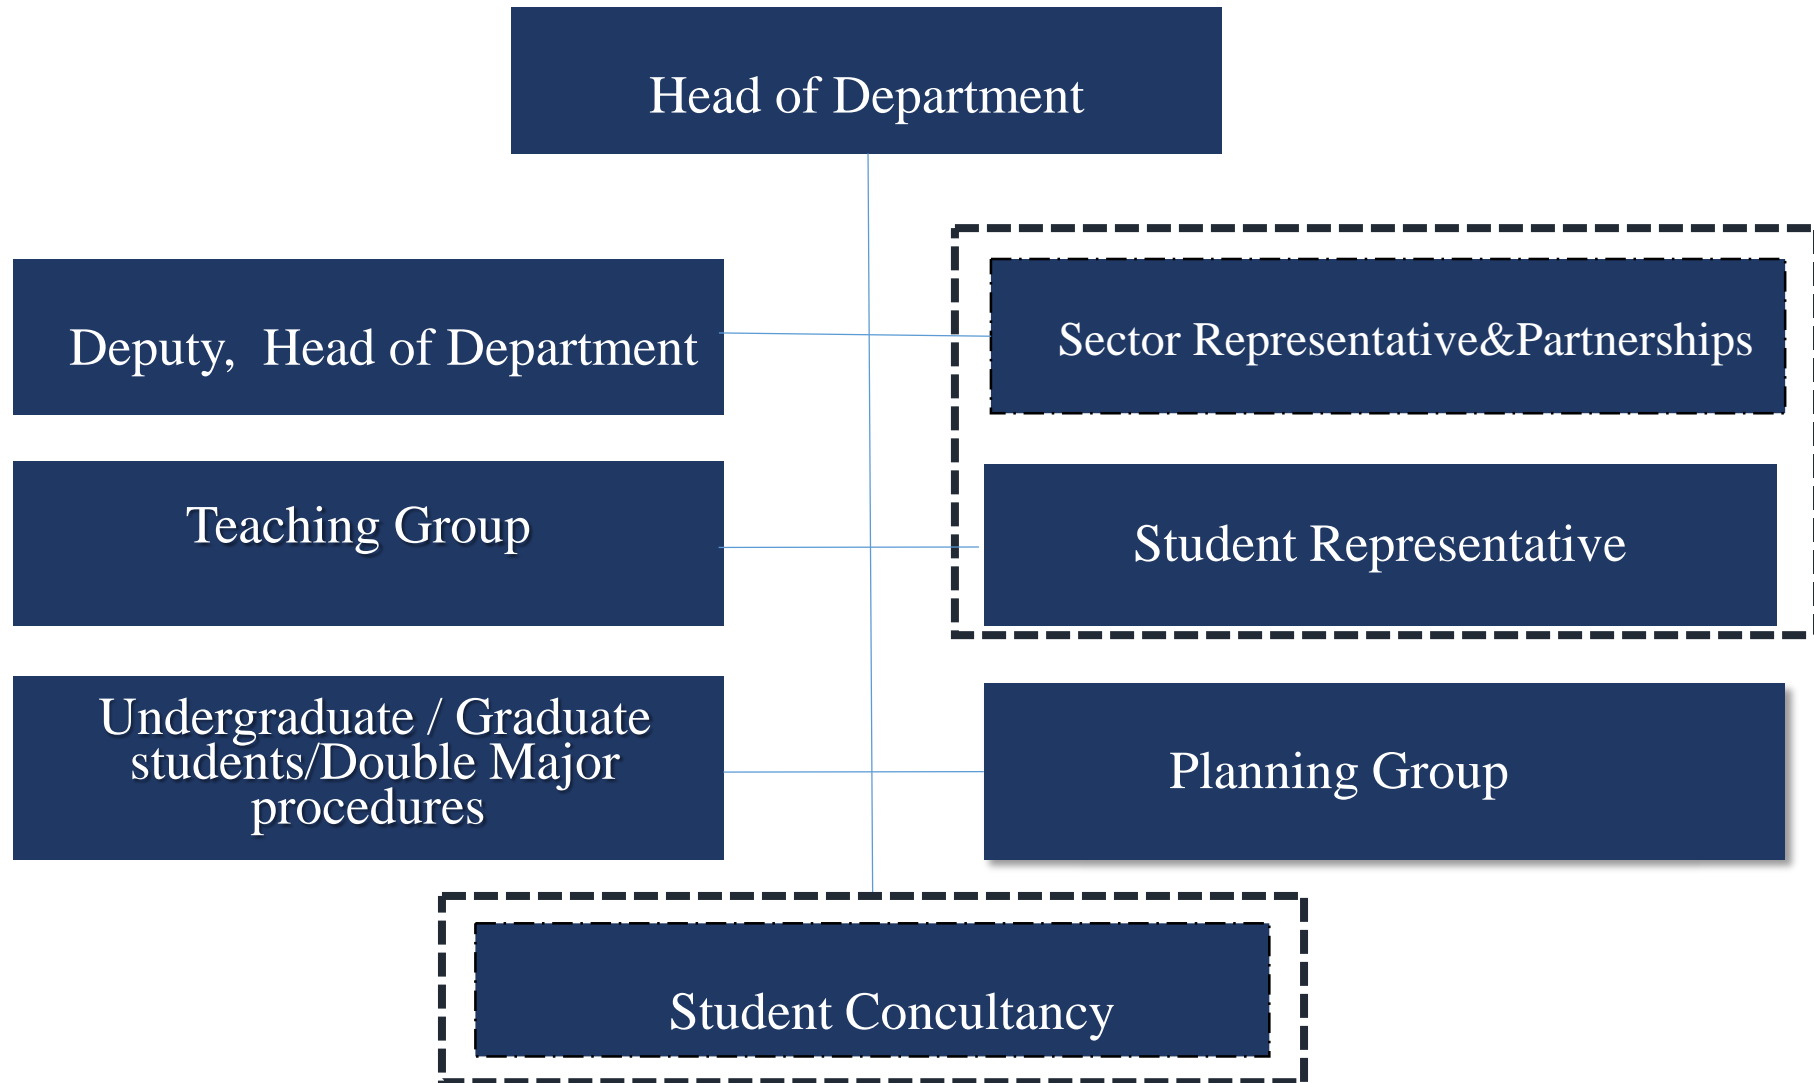 Head of Department
Deputy,  Head of Department
Sector Representative&Partnerships
Teaching Group
Student Representative
Undergraduate / Graduate
students/Double Major
procedures
Planning Group
Student Concultancy